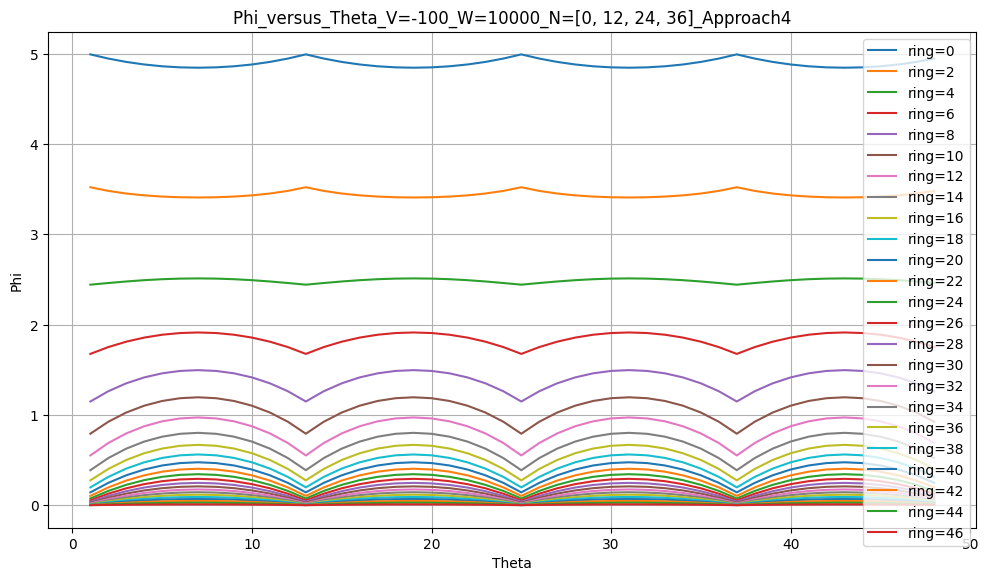 Phi_versus_Theta_V=-100_W=10000_N=[0, 12, 24, 36]_Approach4
Phi
5
4
3
2
1
0
0
10
20
30
40
50
Theta
ring=0
ring=2
ring=4
ring=6
ring=8
ring=10
ring=12
ring=14
ring=16
ring=18
ring=20
ring=22
ring=24
ring=26
ring=28
ring=30
ring=32
ring=34
ring=36
ring=38
ring=40
ring=42
ring=44
ring=46